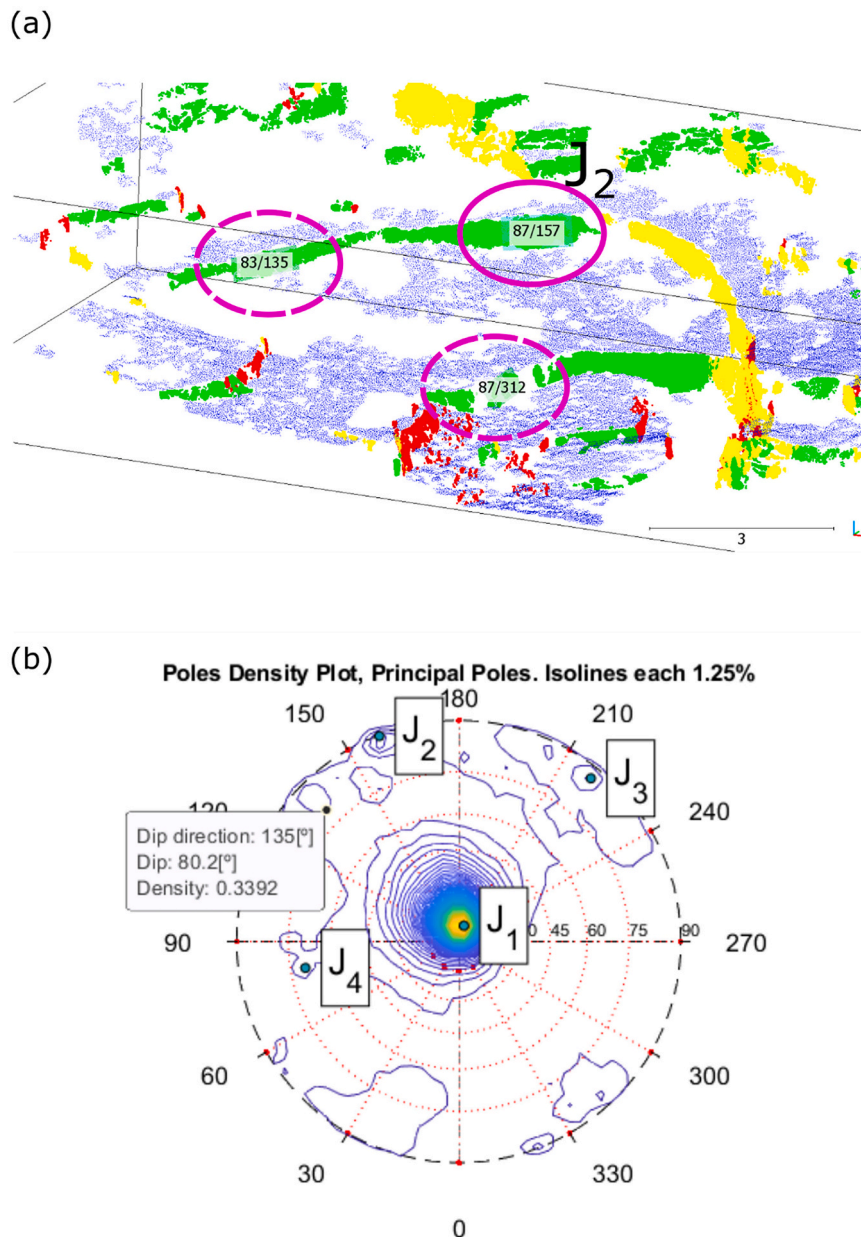 (a)
J2
87/157
83/135
87/312
3
(b)
Poles Density Plot, Principal Poles. Isolines each 1.25%
180
150
210
J2
J3
120
240
Dip direction: 135[º]
Dip: 80.2[º]
Density: 0.3392
J1
0 45 60 75 90
90
270
J4
60
300
30
330
0